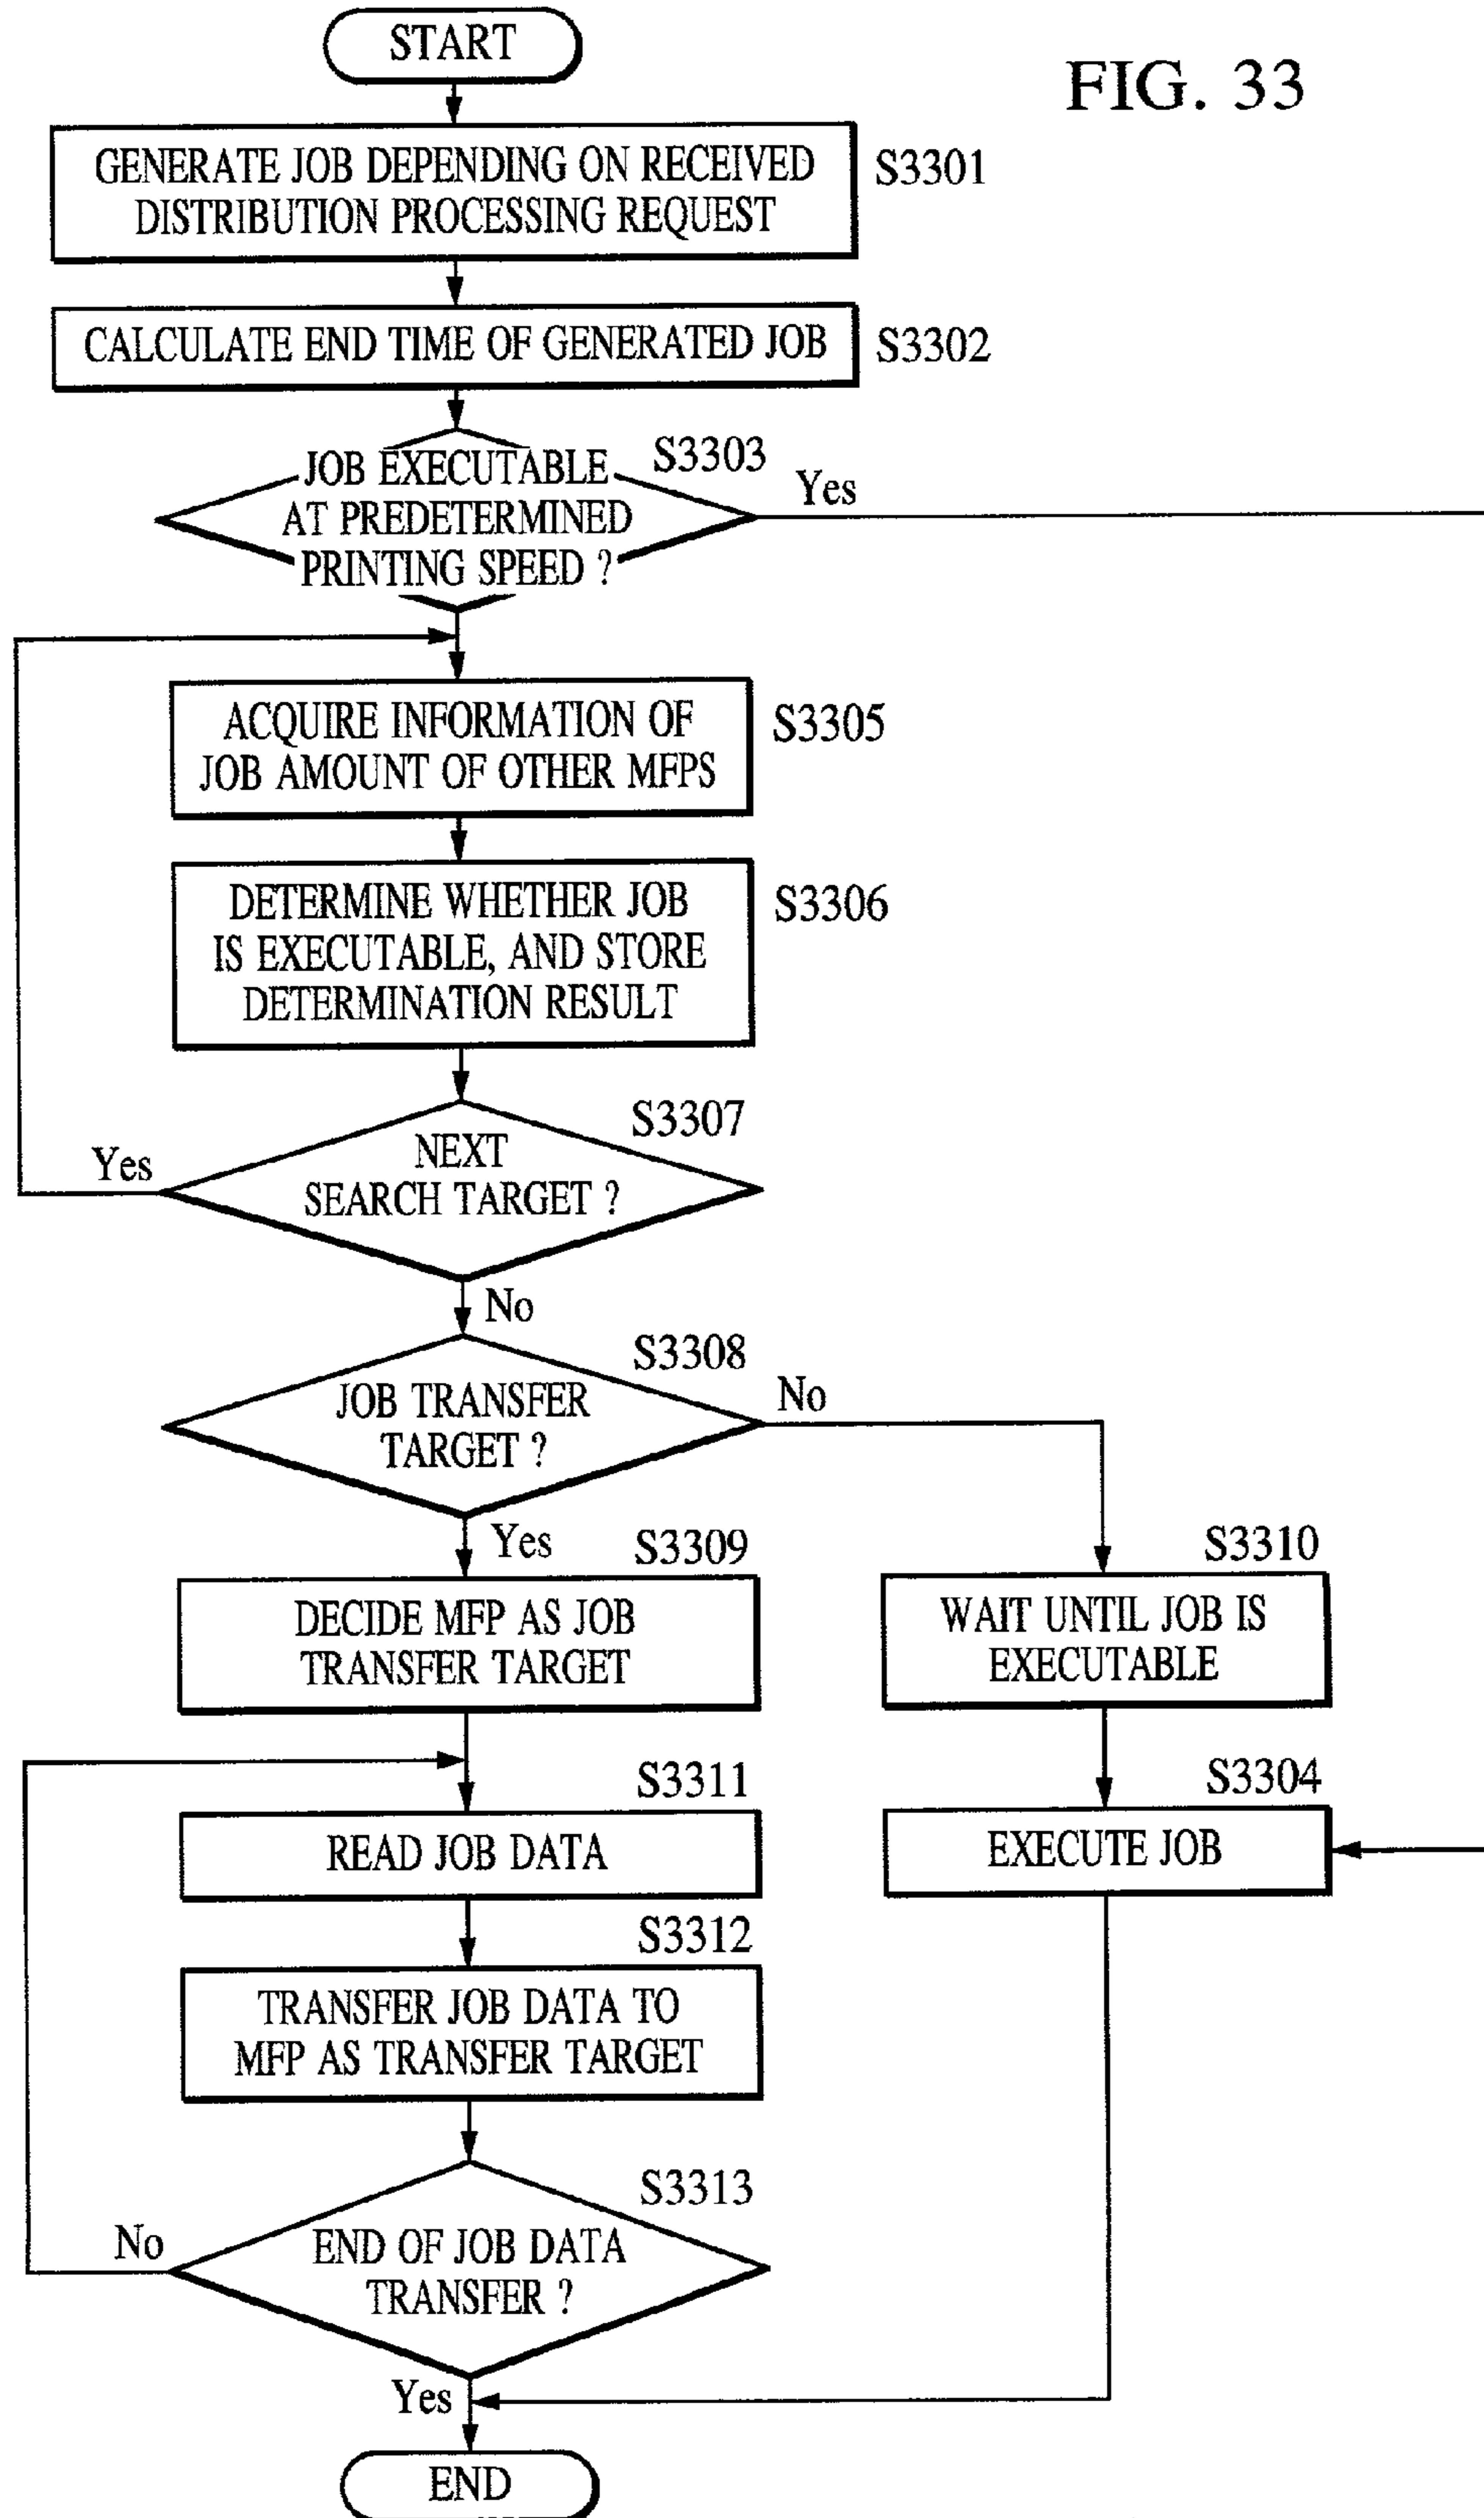 START
FIG. 33
GENERATE JOB DEPENDING ON RECEIVED
DISTRIBUTION PROCESSING REQUEST
S3301
CALCULATE END TIME OF GENERATED JOB
S3302
S3303
JOB EXECUTABLE
AT PREDETERMINED
PRINTING SPEED ?
Yes
ACQUIRE INFORMATION OF
JOB AMOUNT OF OTHER MFPS
S3305
DETERMINE WHETHER JOB
IS EXECUTABLE, AND STORE
DETERMINATION RESULT
S3306
S3307
NEXT
SEARCH TARGET ?
Yes
No
S3308
JOB TRANSFER
TARGET ?
No
Yes
S3309
DECIDE MFP AS JOB
TRANSFER TARGET
S3310
WAIT UNTIL JOB IS
EXECUTABLE
S3311
READ JOB DATA
S3304
EXECUTE JOB
S3312
TRANSFER JOB DATA TO
MFP AS TRANSFER TARGET
S3313
END OF JOB DATA
TRANSFER ?
No
Yes
END